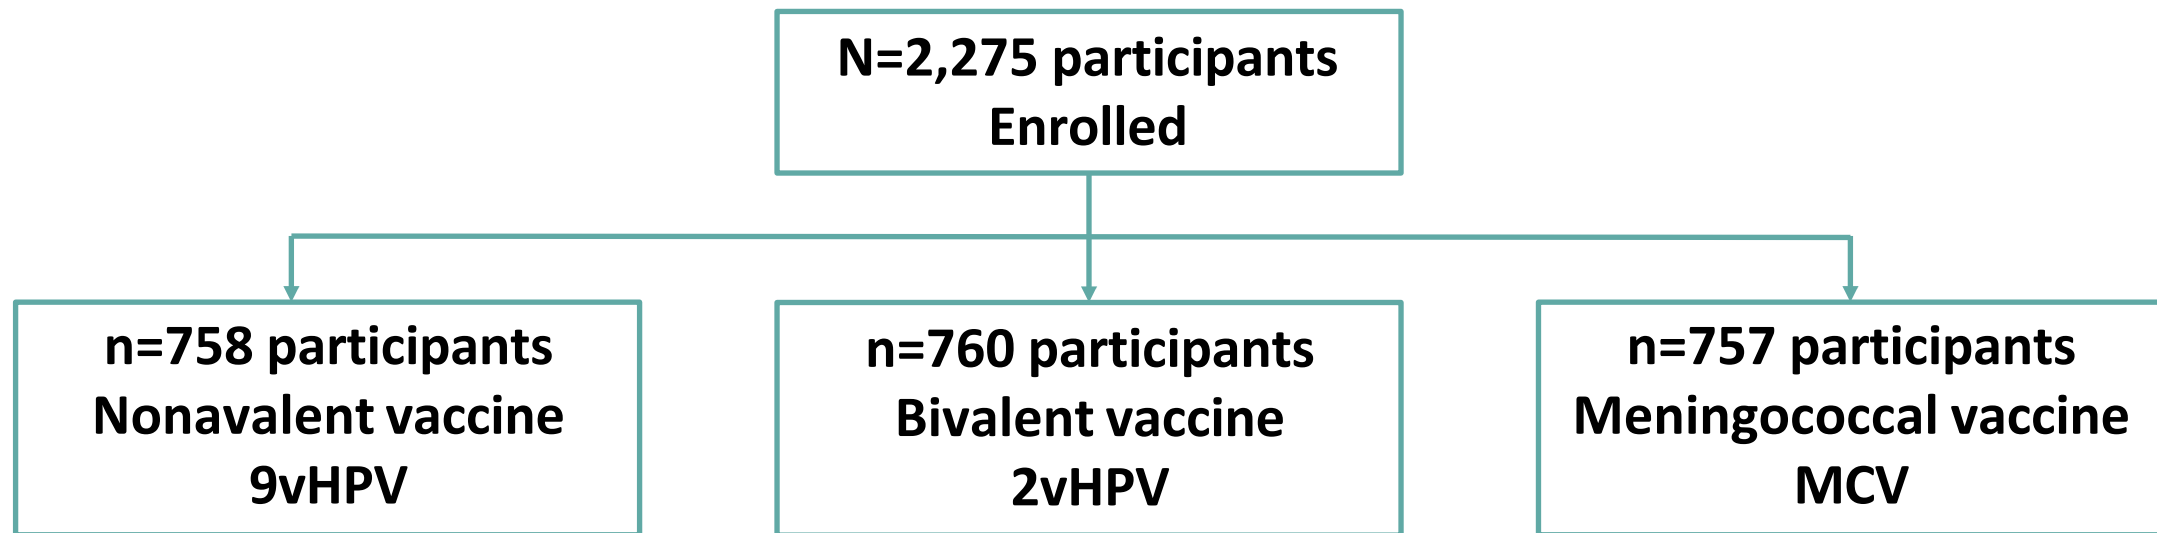 N=2,275 participants
Enrolled
n=758 participants
Nonavalent vaccine
9vHPV
n=760 participants
Bivalent vaccine
2vHPV
n=757 participants
Meningococcal vaccine
MCV